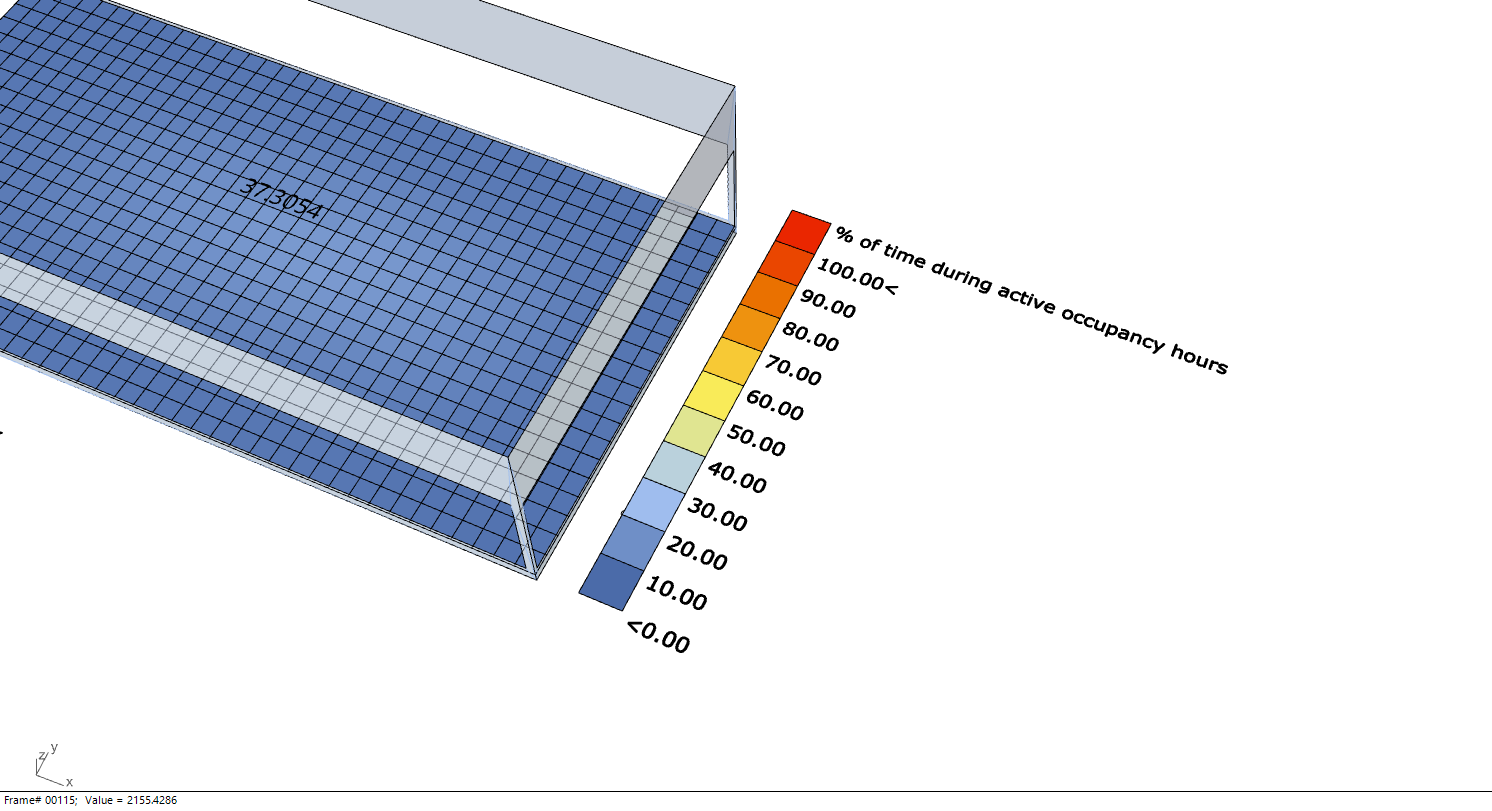 37.3054
% of time during active occupancy hours
100.00<
90.00
80.00
70.00
60.00
50.00
40.00
30.00
20.00
10.00
<0.00
y
z
x
Frame# 00115; Value = 2155.4286